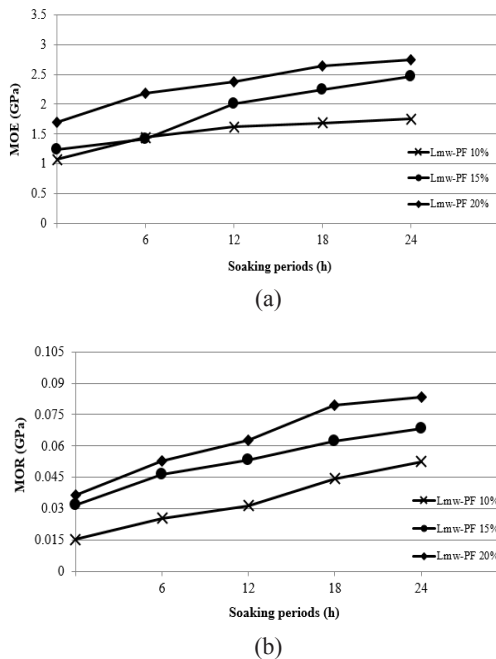 3.5
3
2.5
2
1.5
1
0.5
0
MOE (GPa)
6 12 18 24
Soaking periods (h)
Lmw-PF 10%
Lmw-PF 15%
Lmw-PF 20%
(a)
0.105
0.09
0.075
0.06
0.045
0.03
0.015
0
MOR (GPa)
6 12 18 24
Soaking periods (h)
Lmw-PF 10%
Lmw-PF 15%
Lmw-PF 20%
(b)